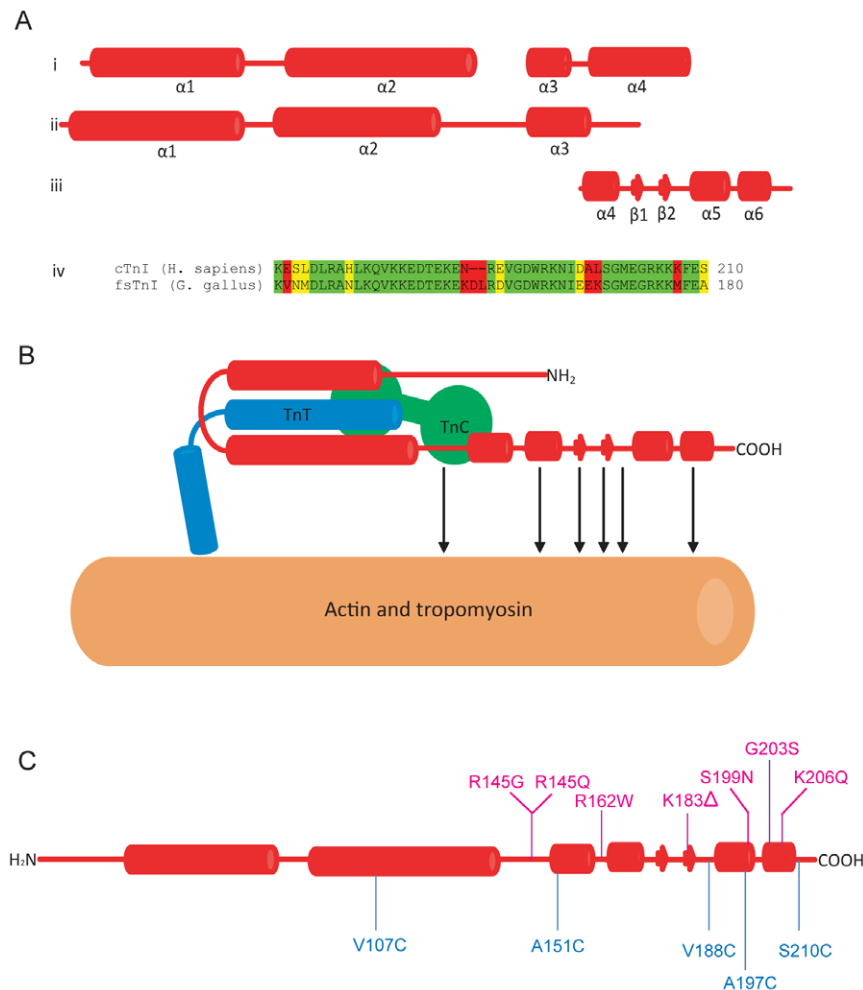 A
i
α1 α2 α3 α4
ii
α1 α2 α3
iii
α4 β1 β2 α5 α6
iv
cTnI (H. sapiens) KESLDLRAHLKQVKKEDTEKEN--REVGDWRKNIDALSGMEGRKKKFES 210
fsTnI (G. gallus) KVNMDLRANLKQVKKEDTEKEKDLRDVGDWRKNIEEKSGMEGRKKMFEA 180
B
NH₂
TnT
TnC
COOH
Actin and tropomyosin
C
G203S
R145G R145Q S199N K206Q
R162W K183Δ
H₂N COOH
V107C A151C V188C S210C
A197C